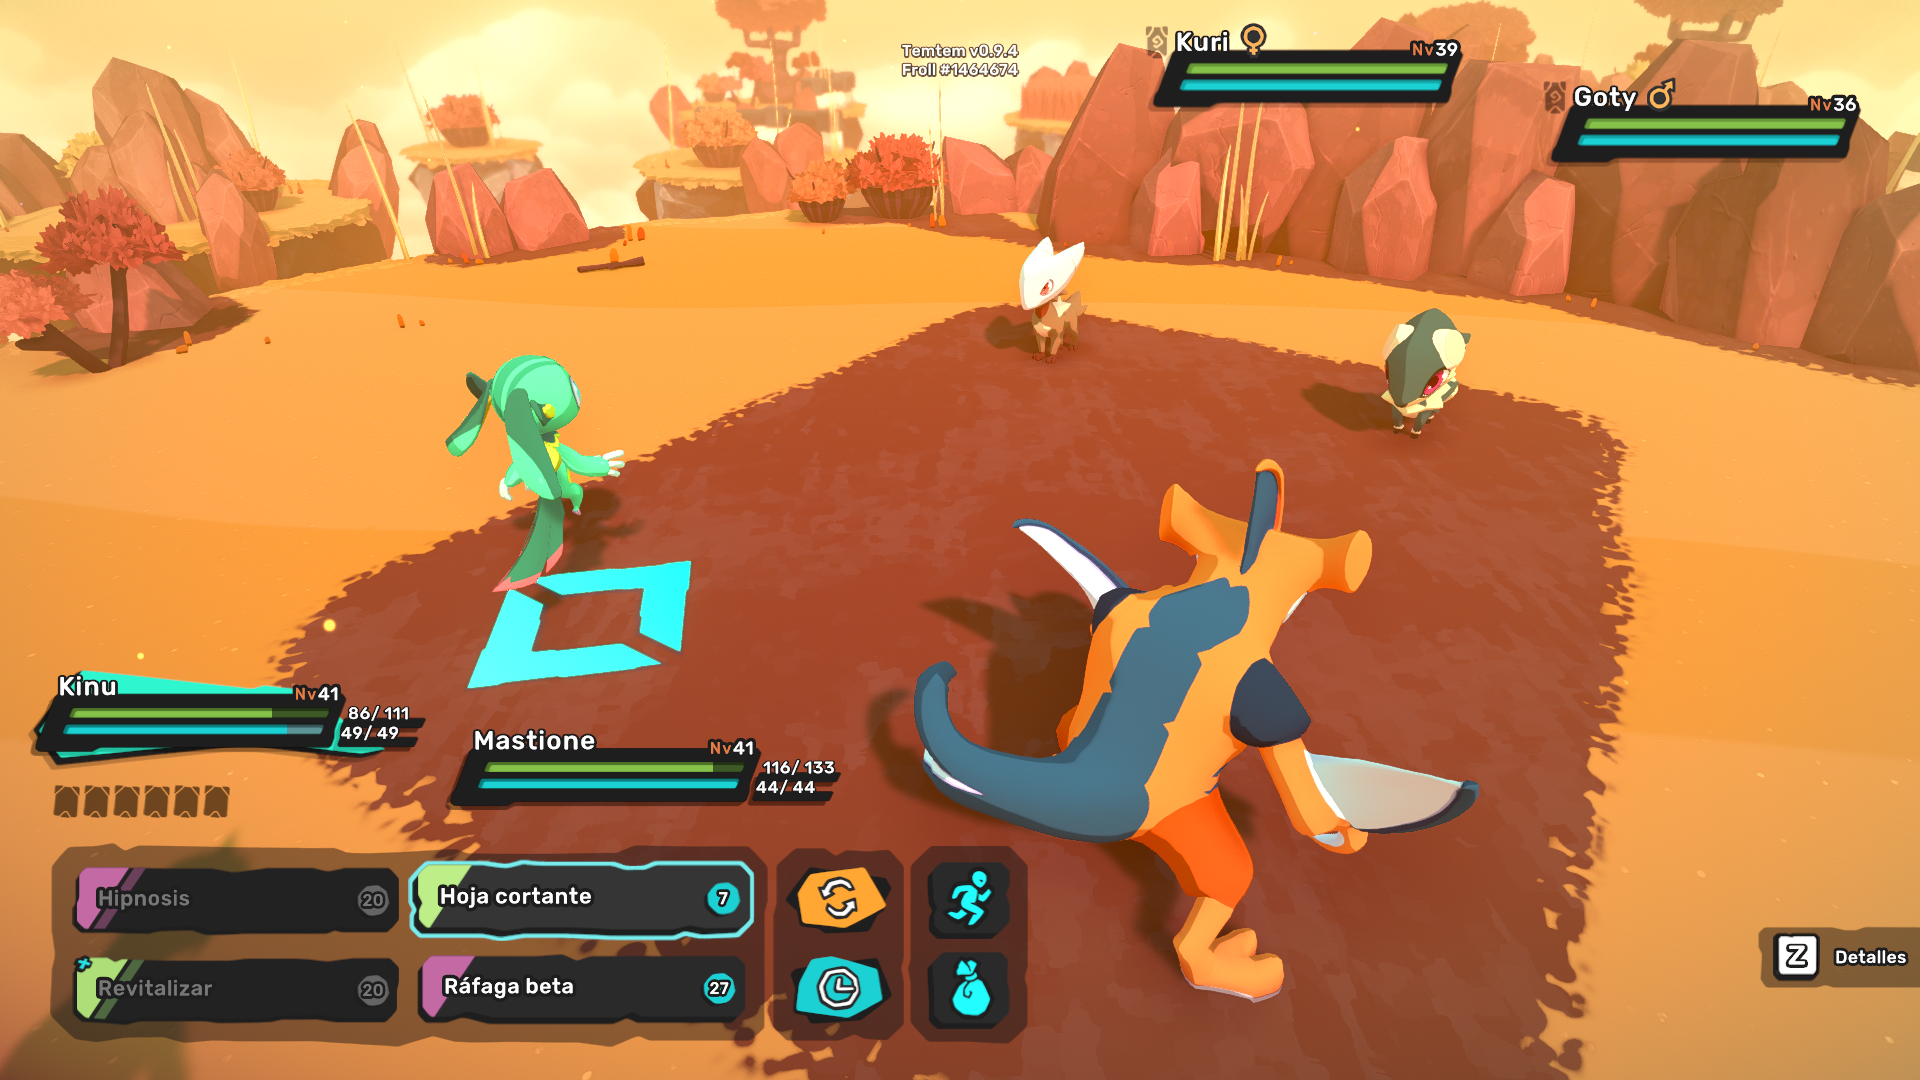 Temtem v0.9.4
Froll #1464674
Kuri
Nv39
Goty
Nv36
Kinu
Nv41
86/111
49/49
Mastione
Nv41
116/133
44/44
Hipnosis
20
Hoja cortante
7
Revitalizar
20
Ráfaga beta
27
Z
Detalles